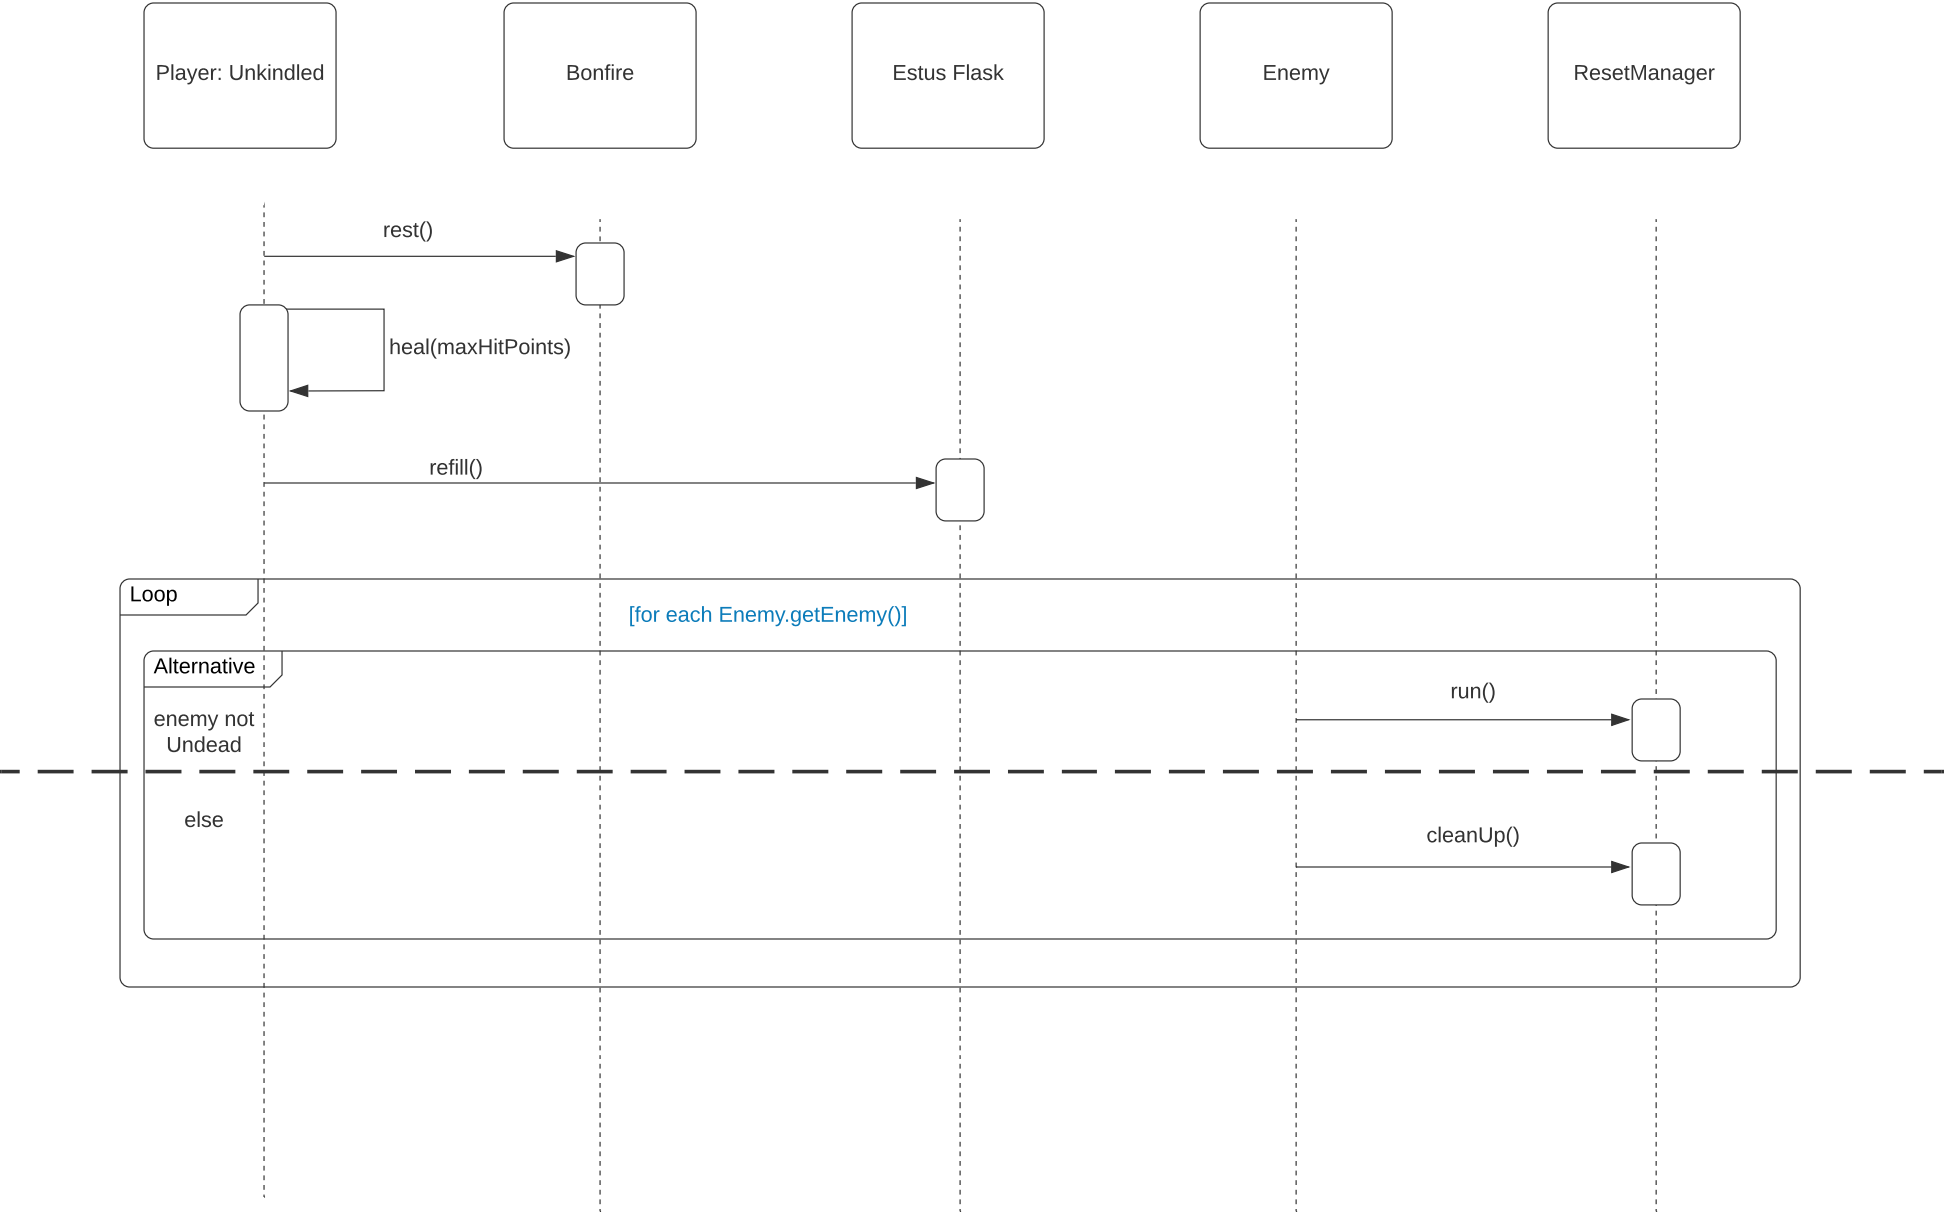 Player: Unkindled
Bonfire
Estus Flask
Enemy
ResetManager
rest()
heal(maxHitPoints)
refill()
Loop
[for each Enemy.getEnemy()]
Alternative
run()
enemy not
Undead
else
cleanUp()